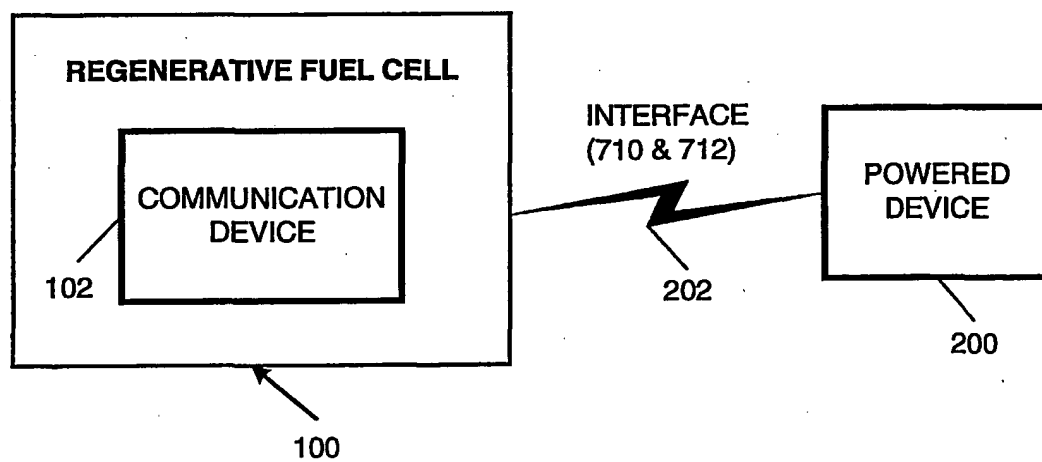 REGENERATIVE FUEL CELL
COMMUNICATION
DEVICE
102
100
INTERFACE
(710 & 712)
202
POWERED
DEVICE
200